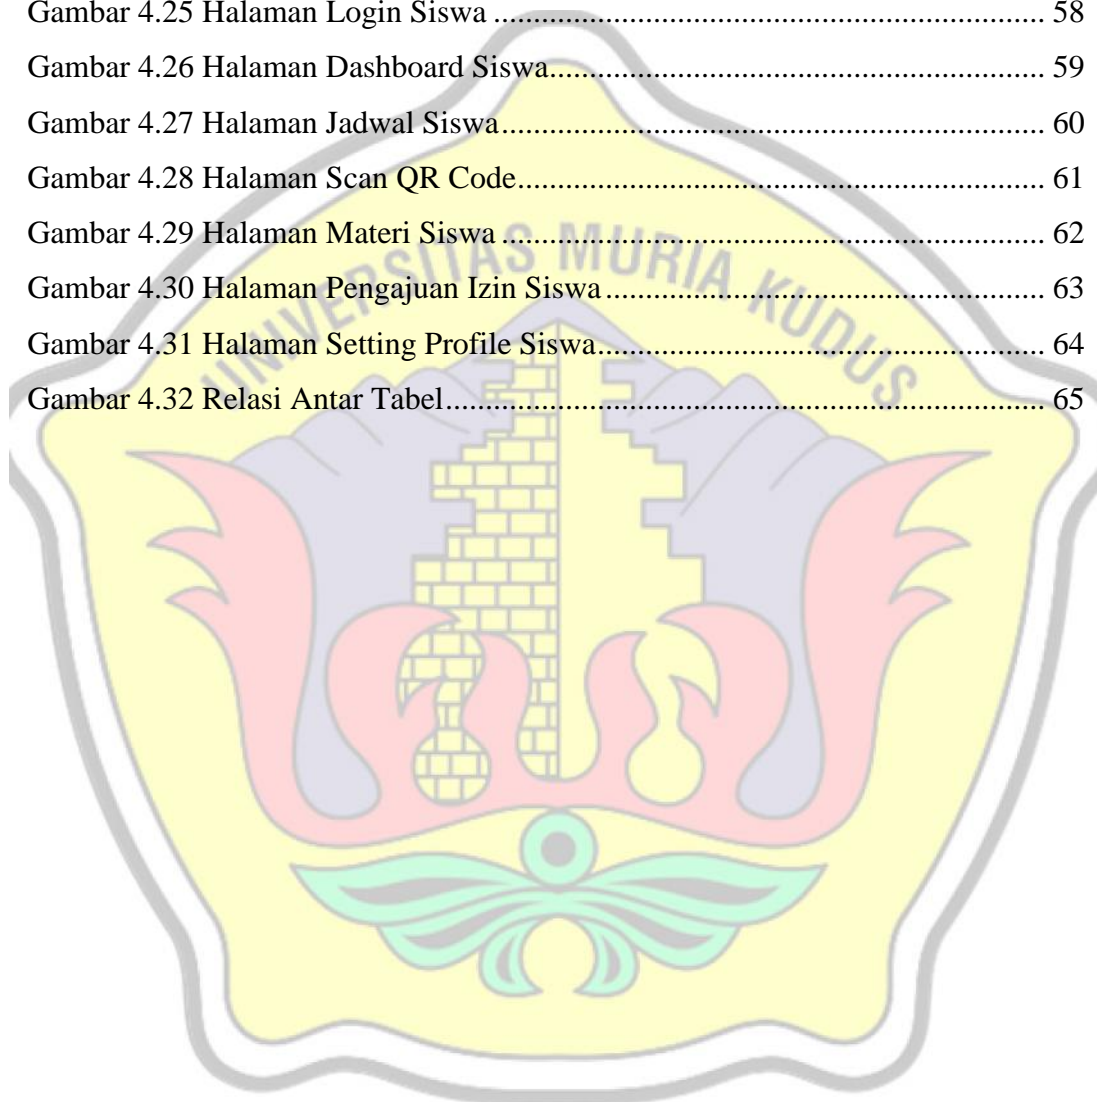 Gambar 4.25 Halaman Login Siswa ..................................................................... 58
Gambar 4.26 Halaman Dashboard Siswa.............................................................. 59
Gambar 4.27 Halaman Jadwal Siswa.................................................................... 60
Gambar 4.28 Halaman Scan QR Code.................................................................. 61
Gambar 4.29 Halaman Materi Siswa .................................................................... 62
Gambar 4.30 Halaman Pengajuan Izin Siswa ....................................................... 63
Gambar 4.31 Halaman Setting Profile Siswa........................................................ 64
Gambar 4.32 Relasi Antar Tabel........................................................................... 65
UNIVERSITAS MURIA KUDUS